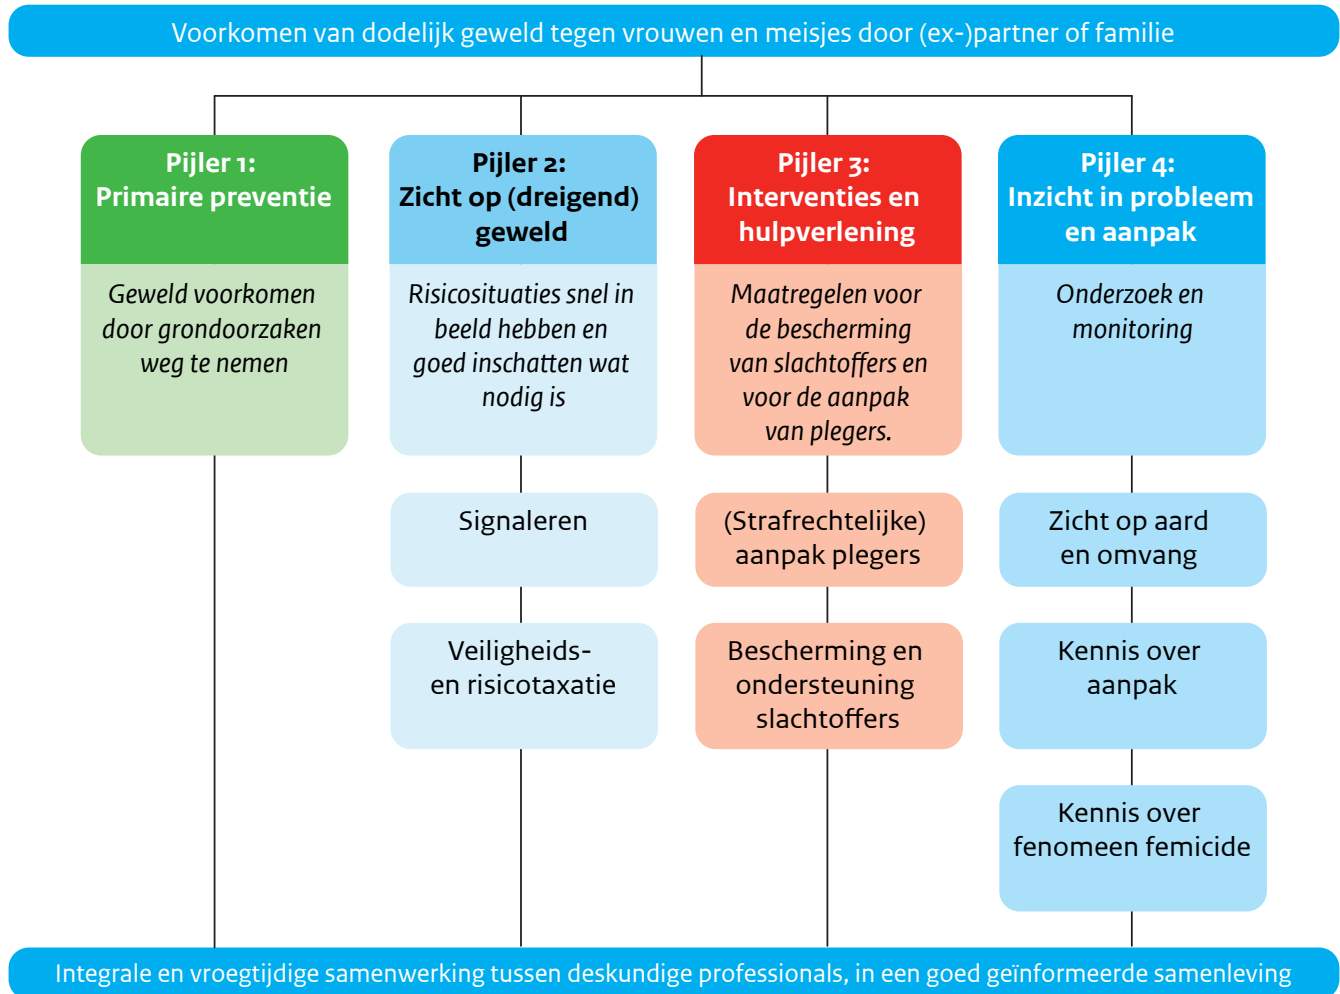 Voorkomen van dodelijk geweld tegen vrouwen en meisjes door (ex-)partner of familie
Pijler 1:
Primaire preventie
Geweld voorkomen
door grondoorzaken
weg te nemen
Pijler 2:
Zicht op (dreigend)
geweld
Risicosituaties snel in
beeld hebben en
goed inschatten wat
nodig is
Signaleren
Veiligheids-
en risicotaxatie
Pijler 3:
Interventies en
hulpverlening
Maatregelen voor
de bescherming
van slachtoffers en
voor de aanpak
van plegers.
(Strafrechtelijke)
aanpak plegers
Bescherming en
ondersteuning
slachtoffers
Pijler 4:
Inzicht in probleem
en aanpak
Onderzoek en
monitoring
Zicht op aard
en omvang
Kennis over
aanpak
Kennis over
fenomeen femicide
Integrale en vroegtijdige samenwerking tussen deskundige professionals, in een goed geïnformeerde samenleving